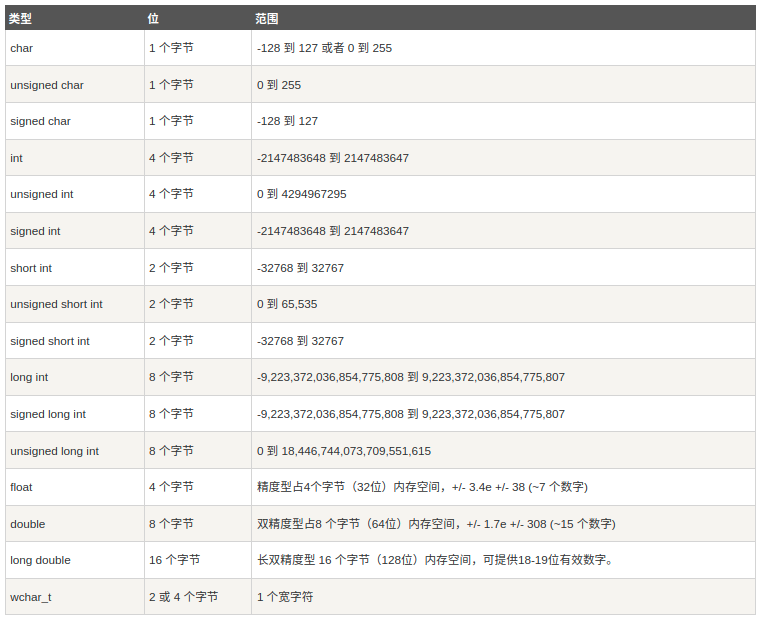 类型 位 范围
char 1 个字节 -128 到 127 或者 0 到 255
unsigned char 1 个字节 0 到 255
signed char 1 个字节 -128 到 127
int 4 个字节 -2147483648 到 2147483647
unsigned int 4 个字节 0 到 4294967295
signed int 4 个字节 -2147483648 到 2147483647
short int 2 个字节 -32768 到 32767
unsigned short int 2 个字节 0 到 65,535
signed short int 2 个字节 -32768 到 32767
long int 8 个字节 -9,223,372,036,854,775,808 到 9,223,372,036,854,775,807
signed long int 8 个字节 -9,223,372,036,854,775,808 到 9,223,372,036,854,775,807
unsigned long int 8 个字节 0 到 18,446,744,073,709,551,615
float 4 个字节 精度型占4个字节（32位）内存空间，+/- 3.4e +/- 38 (~7 个数字)
double 8 个字节 双精度型占8 个字节（64位）内存空间，+/- 1.7e +/- 308 (~15 个数字)
long double 16 个字节 长双精度型 16 个字节（128位）内存空间，可提供18-19位有效数字。
wchar_t 2 或 4 个字节 1 个宽字符